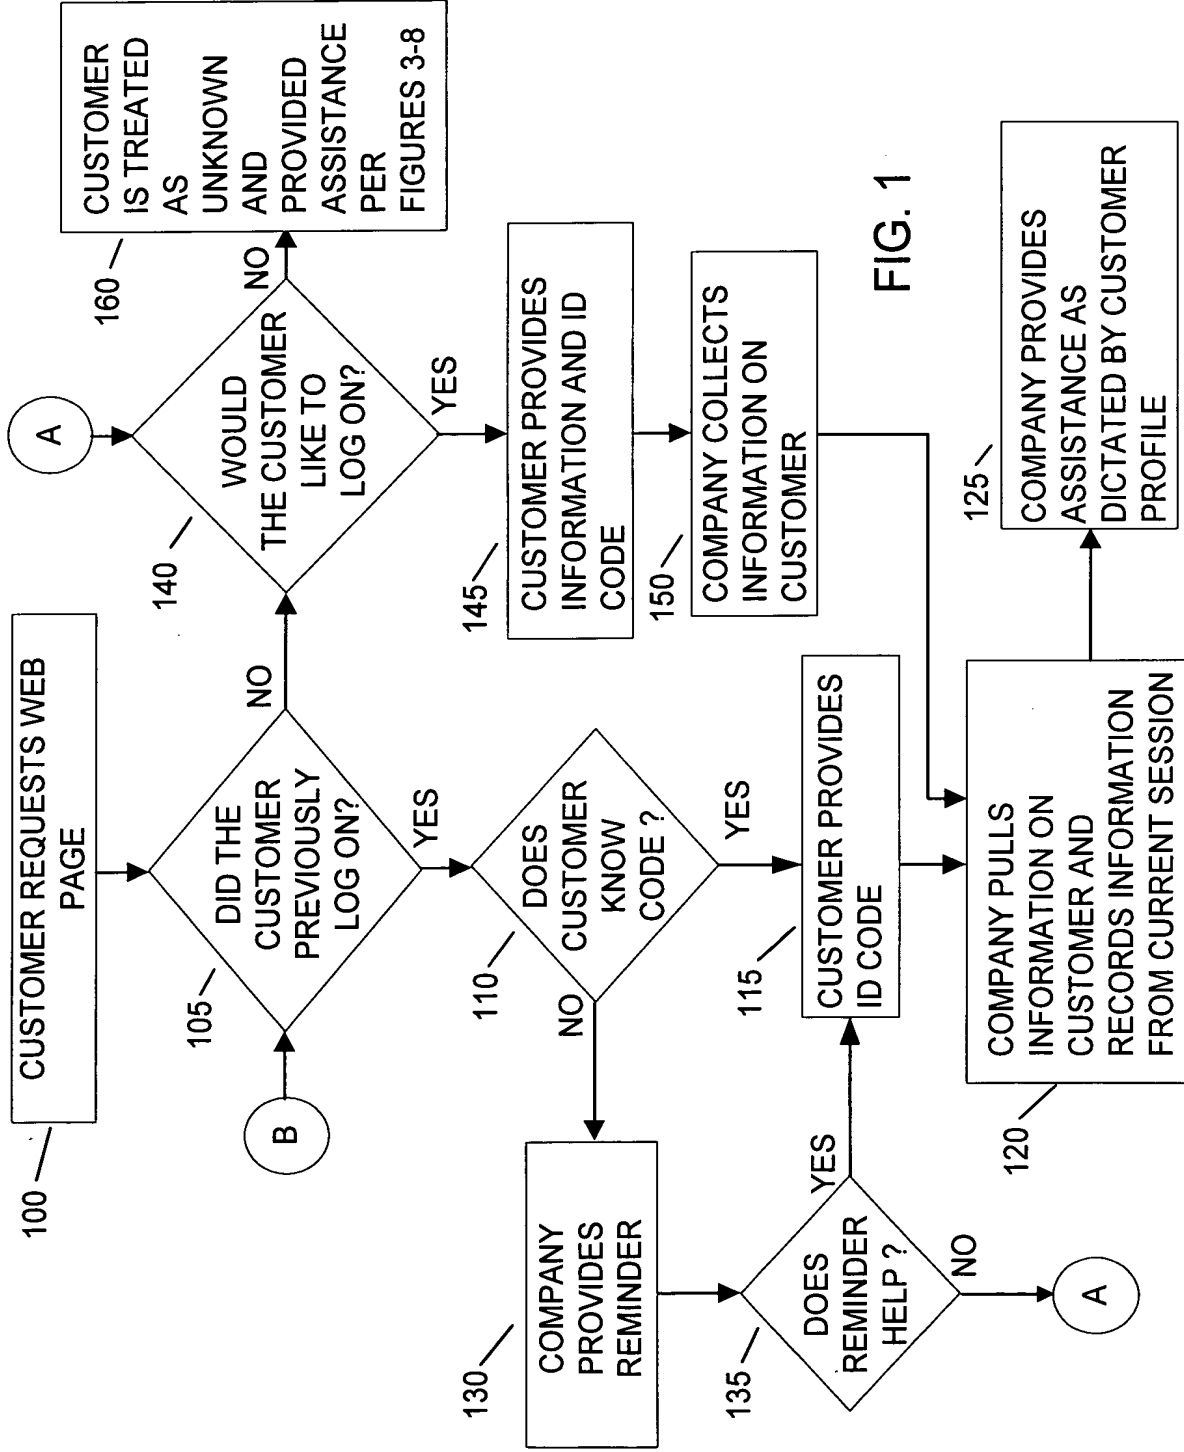 100
CUSTOMER REQUESTS WEB
PAGE
B
105
DID THE
CUSTOMER
PREVIOUSLY
LOG ON?
NO
YES
A
140
WOULD
THE CUSTOMER
LIKE TO
LOG ON?
NO
YES
160
CUSTOMER
IS TREATED
AS
UNKNOWN
AND
PROVIDED
ASSISTANCE
PER
FIGURES 3-8
110
DOES
CUSTOMER
KNOW
CODE ?
NO
YES
145
CUSTOMER PROVIDES
INFORMATION AND ID
CODE
130
COMPANY
PROVIDES
REMINDER
150
COMPANY COLLECTS
INFORMATION ON
CUSTOMER
115
CUSTOMER PROVIDES
ID CODE
135
DOES
REMINDER
HELP ?
YES
NO
A
120
COMPANY PULLS
INFORMATION ON
CUSTOMER AND
RECORDS INFORMATION
FROM CURRENT SESSION
125
COMPANY PROVIDES
ASSISTANCE AS
DICTATED BY CUSTOMER
PROFILE
FIG. 1